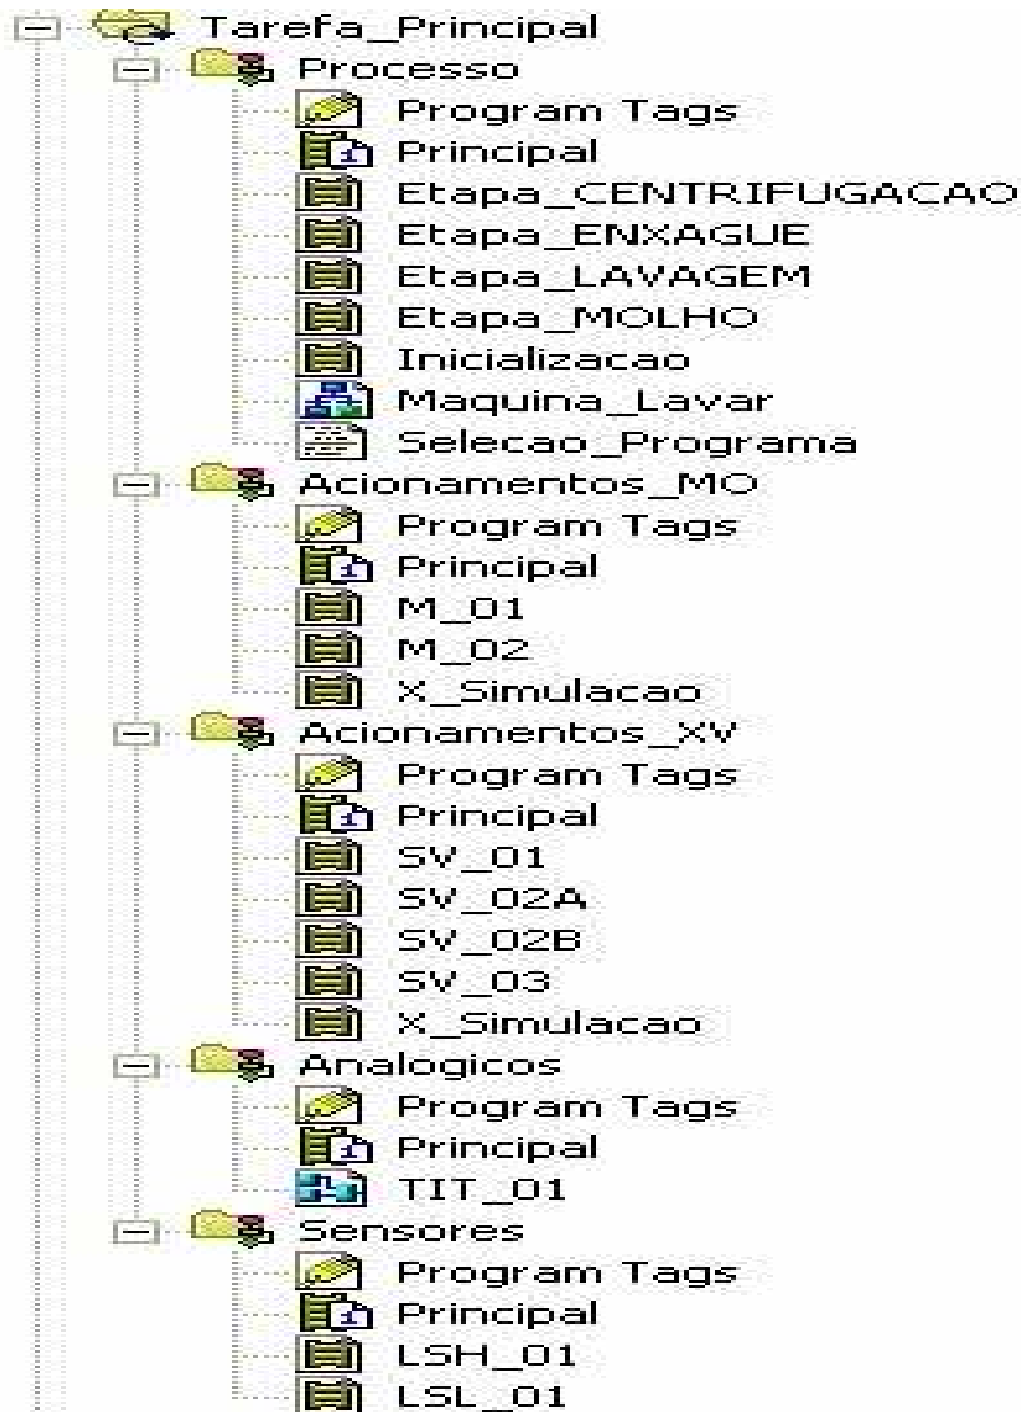 Tarefa_Principal
Processo
Program Tags
Principal
Etapa_CENTRIFUGACAO
Etapa_ENXAGUE
Etapa_LAVAGEM
Etapa_MOLHO
Inicializacao
Maquina_Lavar
Selecao_Programa
Acionamentos_MO
Program Tags
Principal
M_01
M_02
X_Simulacao
Acionamentos_XV
Program Tags
Principal
SV_01
SV_02A
SV_02B
SV_03
X_Simulacao
Analogicos
Program Tags
Principal
TIT_01
Sensores
Program Tags
Principal
LSH_01
LSL_01